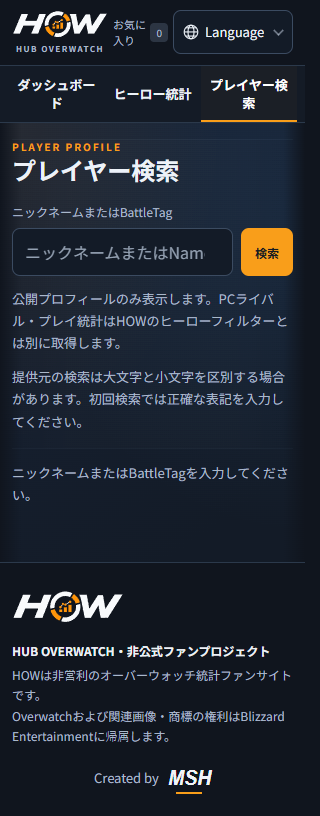 HOW
HUB OVERWATCH
お気に
入り
0
Language
ダッシュボー
ド
ヒーロー統計
プレイヤー検
索
PLAYER PROFILE
プレイヤー検索
ニックネームまたはBattleTag
ニックネームまたはNam
検索
公開プロフィールのみ表示します。PCライバ
ル・プレイ統計はHOWのヒーローフィルターと
は別に取得します。
提供元の検索は大文字と小文字を区別する場合
があります。初回検索では正確な表記を入力し
てください。
ニックネームまたはBattleTagを入力してくださ
い。
HOW
HUB OVERWATCH・非公式ファンプロジェクト
HOWは非営利のオーバーウォッチ統計ファンサイト
です。
Overwatchおよび関連画像・商標の権利はBlizzard
Entertainmentに帰属します。
Created by MSH